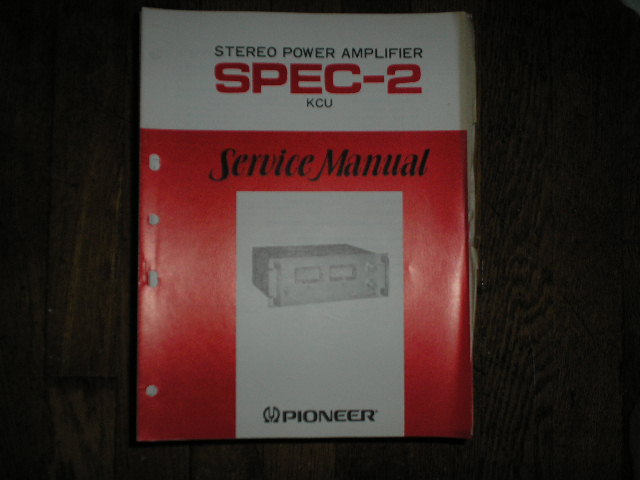 STEREO POWER AMPLIFIER
SPEC-2
KCU
Service Manual
PIONEER